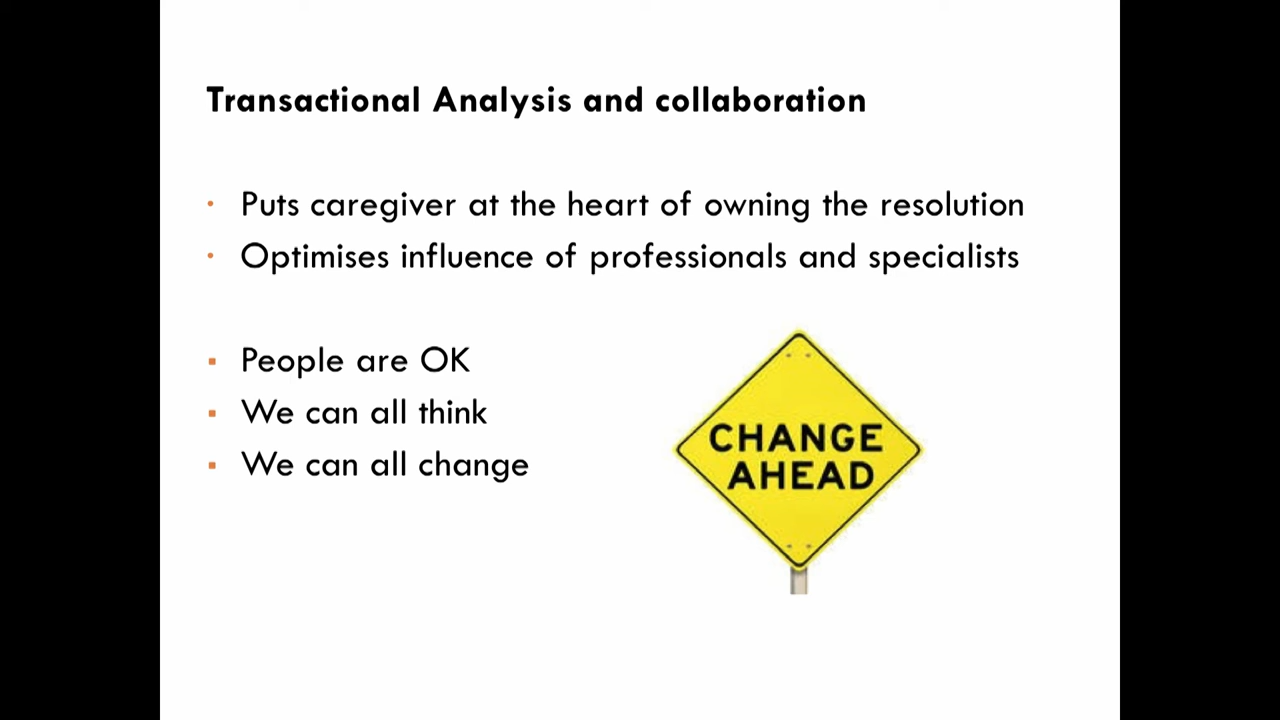 Transactional Analysis and collaboration
· Puts caregiver at the heart of owning the resolution
· Optimises influence of professionals and specialists
▪ People are OK
▪ We can all think
▪ We can all change
CHANGE
AHEAD